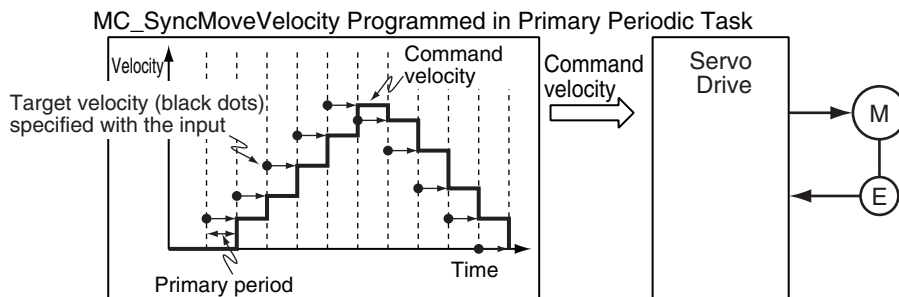 MC_SyncMoveVelocity Programmed in Primary Periodic Task
Velocity
Command
velocity
Target velocity (black dots)
specified with the input
Time
Primary period
Command
velocity
Servo
Drive
M
E